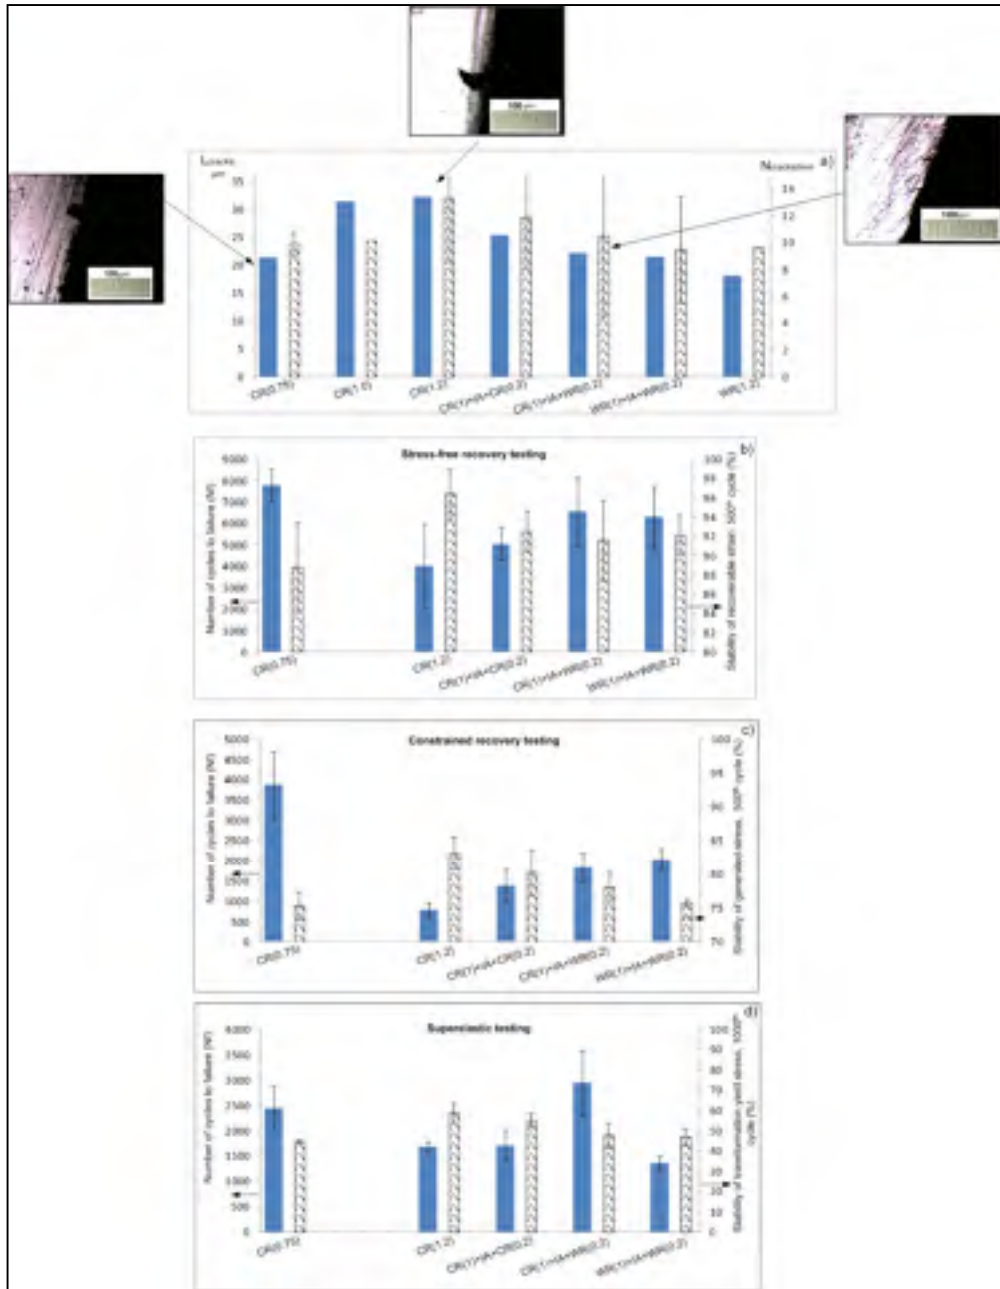 100μm
a)
μm
35
30
25
20
15
10
5
0
14
12
10
8
6
4
2
0
CR(0.75)
CR(1.0)
CR(1.2)
CR(1)+IA+CR(0.2)
CR(1)+IA+WR(0.2)
WR(1)+IA+WR(0.2)
WR(1.2)
Stress-free recovery testing
b)
Number of cycles to failure (Nf)
9000
8000
7000
6000
5000
4000
3000
2000
1000
0
100
98
96
94
92
90
88
86
84
82
80
Stability of recoverable strain, 500th cycle (%)
CR(0.75)
CR(1.2)
CR(1)+IA+CR(0.2)
CR(1)+IA+WR(0.2)
WR(1)+IA+WR(0.2)
Constrained recovery testing
c)
Number of cycles to failure (Nf)
5000
4500
4000
3500
3000
2500
2000
1500
1000
500
0
100
95
90
85
80
75
70
Stability of generated stress, 500th cycle (%)
CR(0.75)
CR(1.2)
CR(1)+IA+CR(0.2)
CR(1)+IA+WR(0.2)
WR(1)+IA+WR(0.2)
Superelastic testing
d)
Number of cycles to failure (Nf)
4000
3500
3000
2500
2000
1500
1000
500
0
100
90
80
70
60
50
40
30
20
10
0
Stability of transformation yield stress, 1000th
cycle (%)
CR(0.75)
CR(1.2)
CR(1)+IA+CR(0.2)
CR(1)+IA+WR(0.2)
WR(1)+IA+WR(0.2)